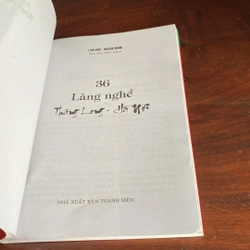 36
Làng nghề
Thăng Long - Hà Nội
NHÀ XUẤT BẢN THANH NIÊN